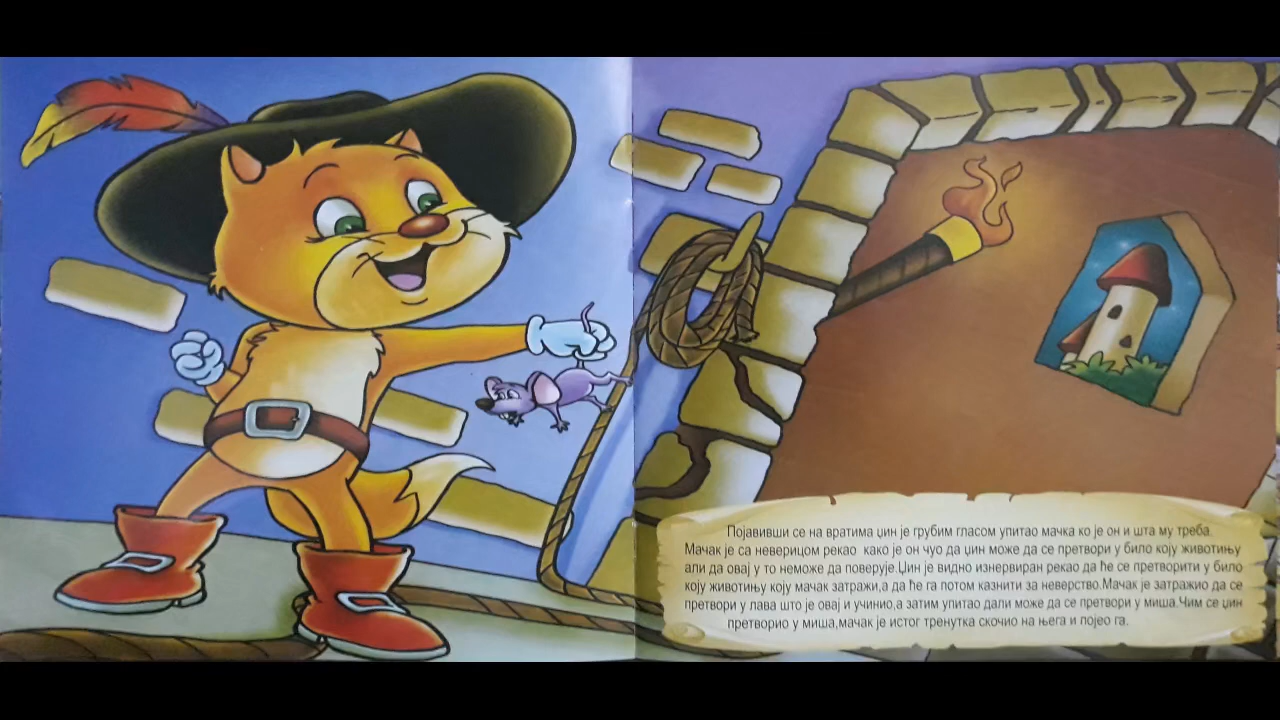 Појавивши се на вратима џин је грубим гласом упитао мачка ко је он и шта му треба.
Мачак је са неверицом рекао како је он чуо да џин може да се претвори у било коју животињу
али да овај у то неможе да поверује.Џин је видно изнервиран рекао да ће се претворити у било
коју животињу коју мачак затражи,а да ће га потом казнити за неверство.Мачак је затражио да се
претвори у лава што је овај и учинио,а затим упитао дали може да се претвори у миша.Чим се џин
претворио у миша,мачак је истог тренутка скочио на њега и појео га.